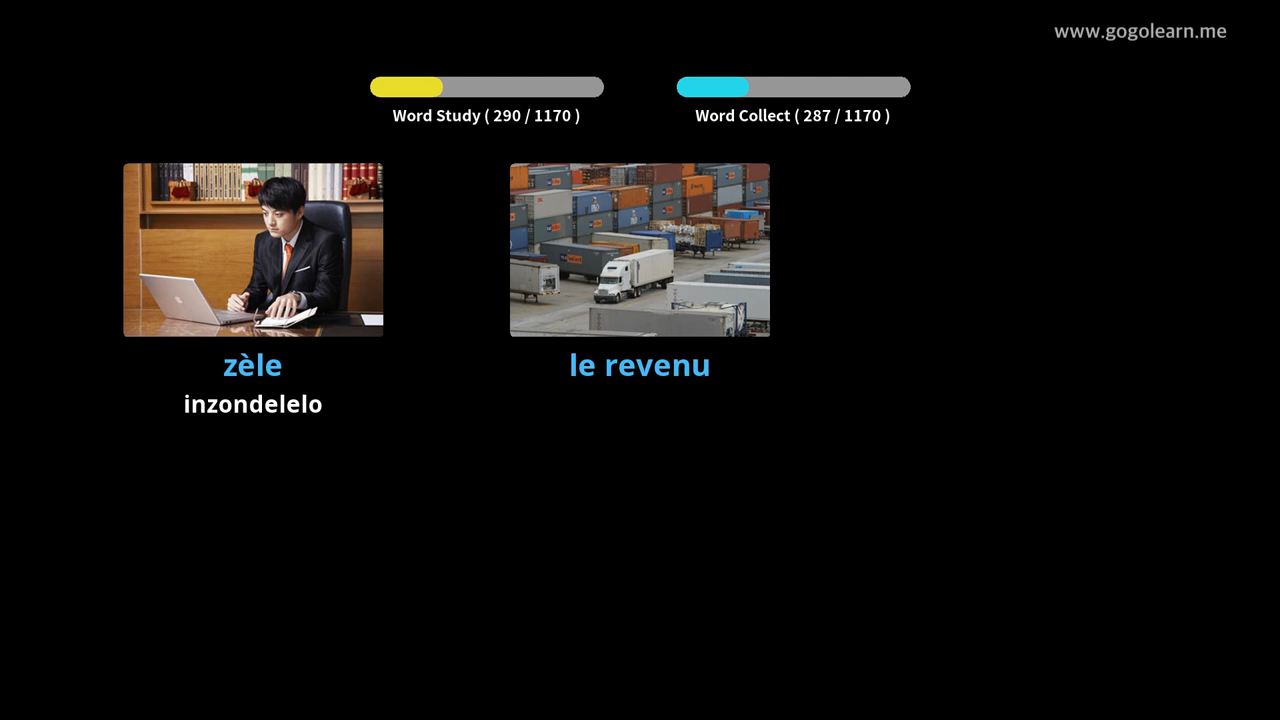 www.gogolearn.me
Word Study ( 290 / 1170 )
Word Collect ( 287 / 1170 )
zèle
inzondelelo
le revenu